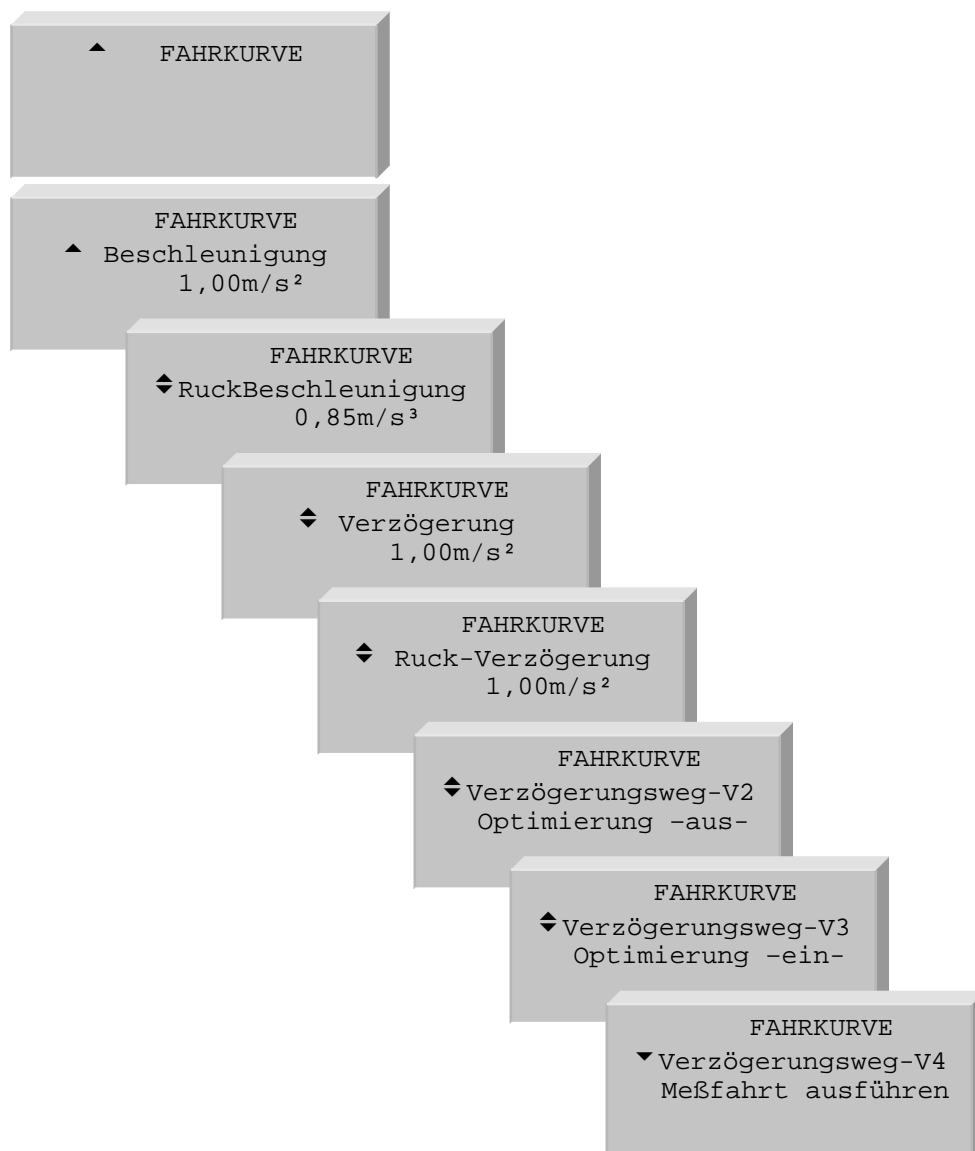 FAHRKURVE
FAHRKURVE
Beschleunigung
1,00m/s²
FAHRKURVE
RuckBeschleunigung
0,85m/s³
FAHRKURVE
Verzögerung
1,00m/s²
FAHRKURVE
Ruck-Verzögerung
1,00m/s²
FAHRKURVE
Verzögerungsweg-V2
Optimierung –aus-
FAHRKURVE
Verzögerungsweg-V3
Optimierung –ein-
FAHRKURVE
Verzögerungsweg-V4
Meßfahrt ausführen